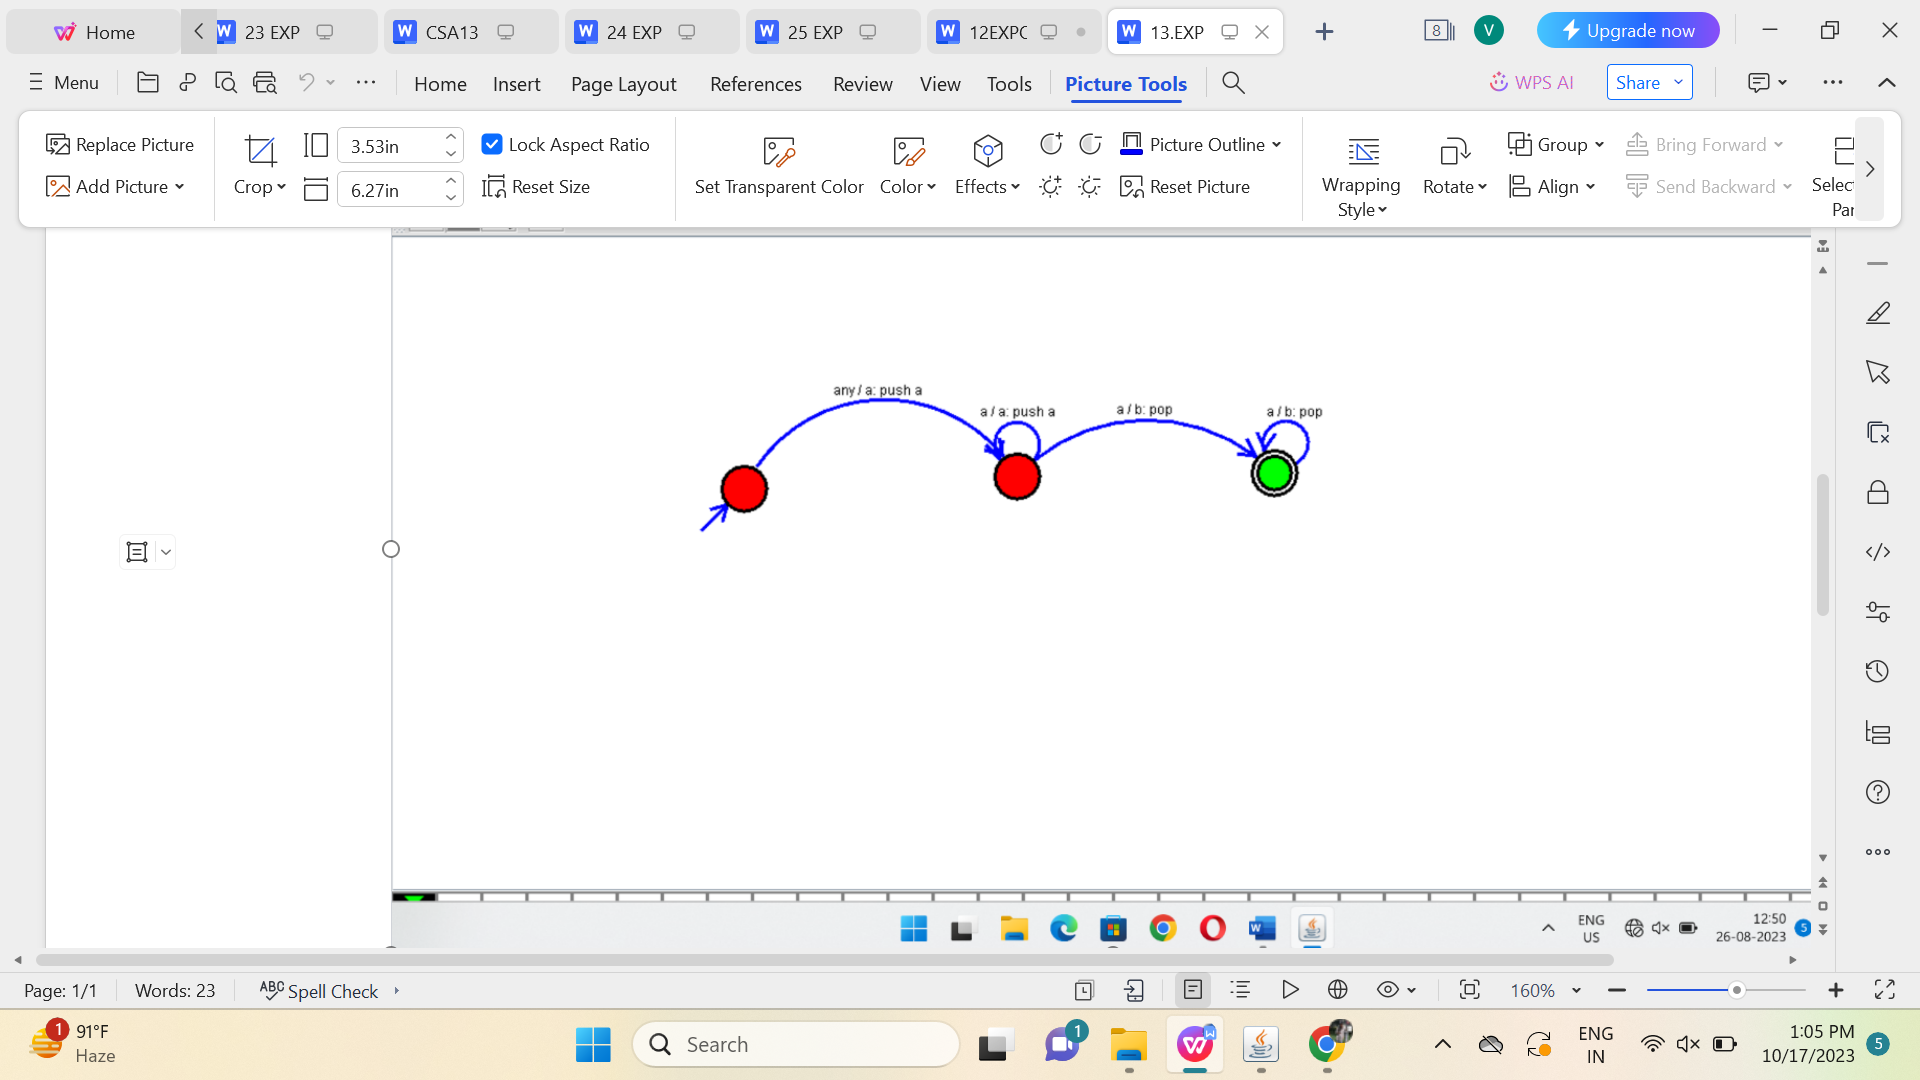 Home
23 EXP
CSA13
24 EXP
25 EXP
12EXPC
13.EXP
8
V
Upgrade now
Menu
Home
Insert
Page Layout
References
Review
View
Tools
Picture Tools
WPS AI
Share
Replace Picture
Add Picture
Crop
3.53in
6.27in
Lock Aspect Ratio
Reset Size
Set Transparent Color
Color
Effects
Picture Outline
Reset Picture
Wrapping
Style
Rotate
Group
Align
Bring Forward
Send Backward
Selec
Par
any / a: push a
a / a: push a
a / b: pop
a / b: pop
ENG
US
12:50
26-08-2023
5
Page: 1/1
Words: 23
ABC
Spell Check
160%
1
91°F
Haze
Search
1
ENG
IN
1:05 PM
10/17/2023
5